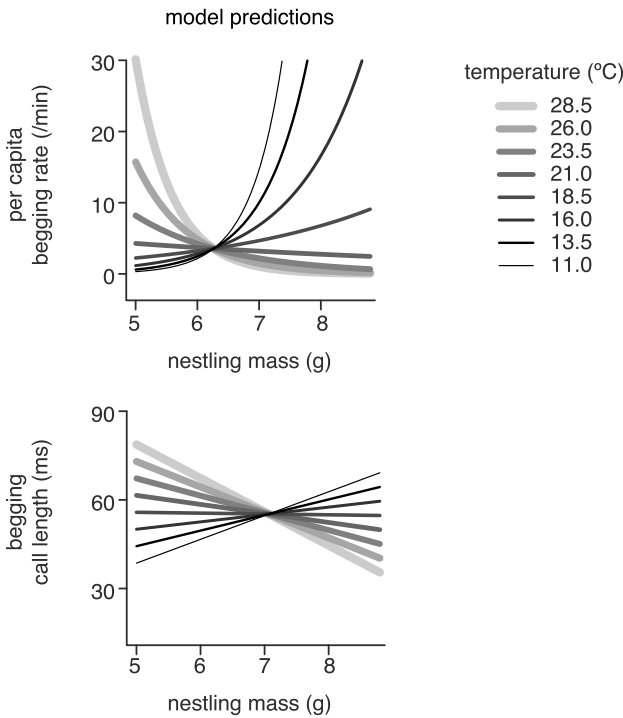 model predictions
per capita
begging rate (/min)
30
20
10
0
5 6 7 8
nestling mass (g)
temperature (ºC)
28.5
26.0
23.5
21.0
18.5
16.0
13.5
11.0
begging
call length (ms)
90
60
30
5 6 7 8
nestling mass (g)